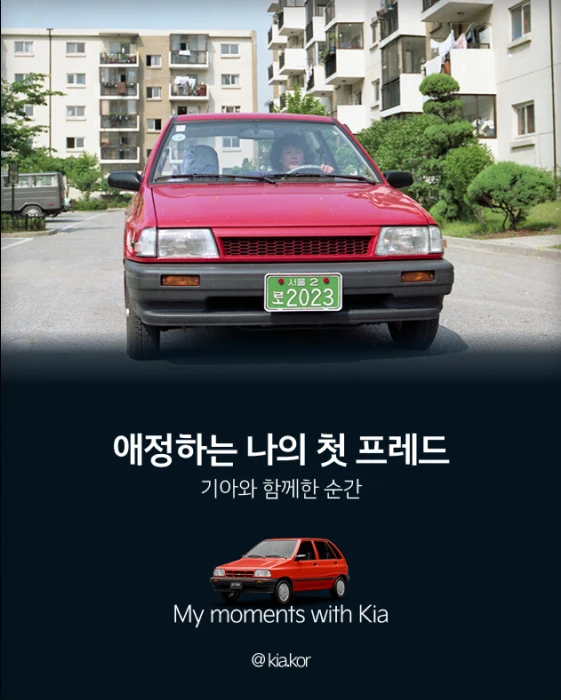 서울 2
로2023
애정하는 나의 첫 프레드
기아와 함께한 순간
My moments with Kia
@kia.kor